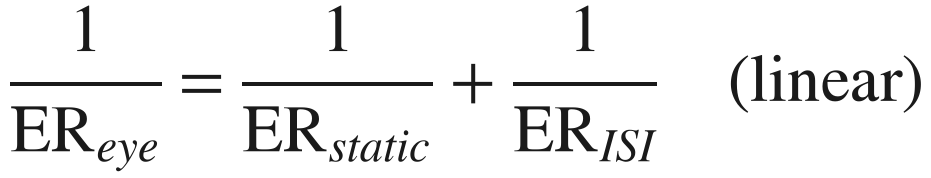 1/ER_eye = 1/ER_static + 1/ER_ISI (linear)